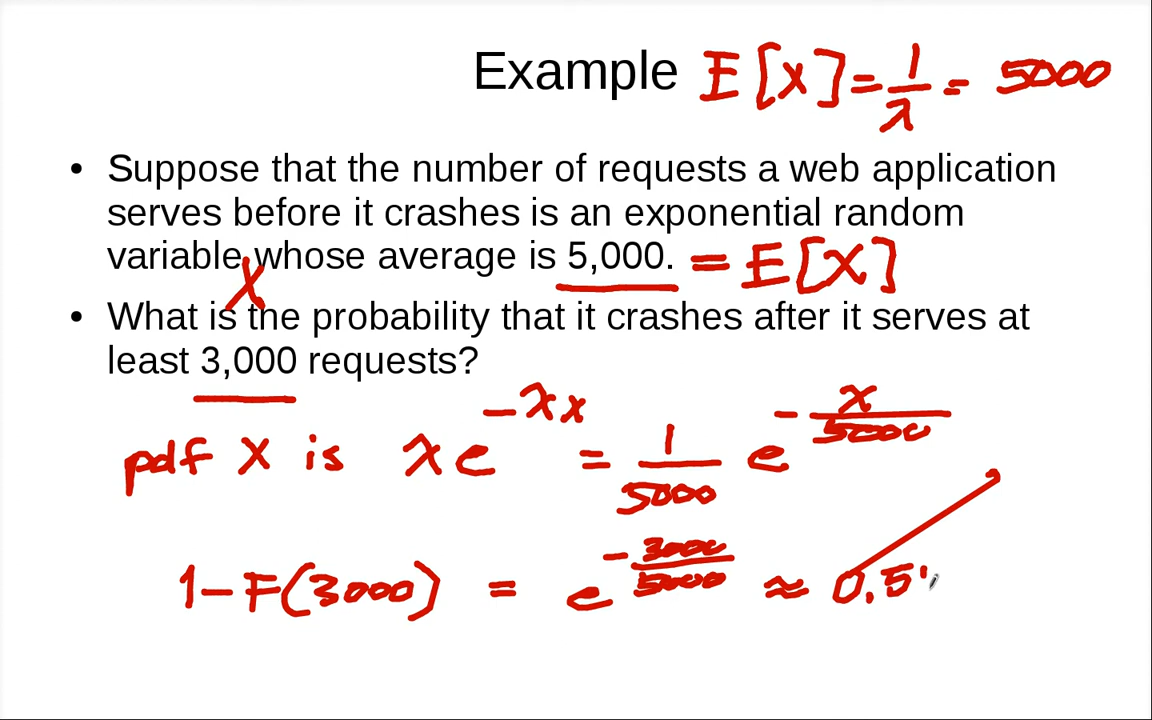 Example E[X] = 1/λ = 5000
• Suppose that the number of requests a web application
serves before it crashes is an exponential random
variable whose average is 5,000. = E[X]
X
• What is the probability that it crashes after it serves at
least 3,000 requests?
pdf X is λe^-λx = 1/5000 e^-x/5000
1-F(3000) = e^-3000/5000 ≈ 0.5